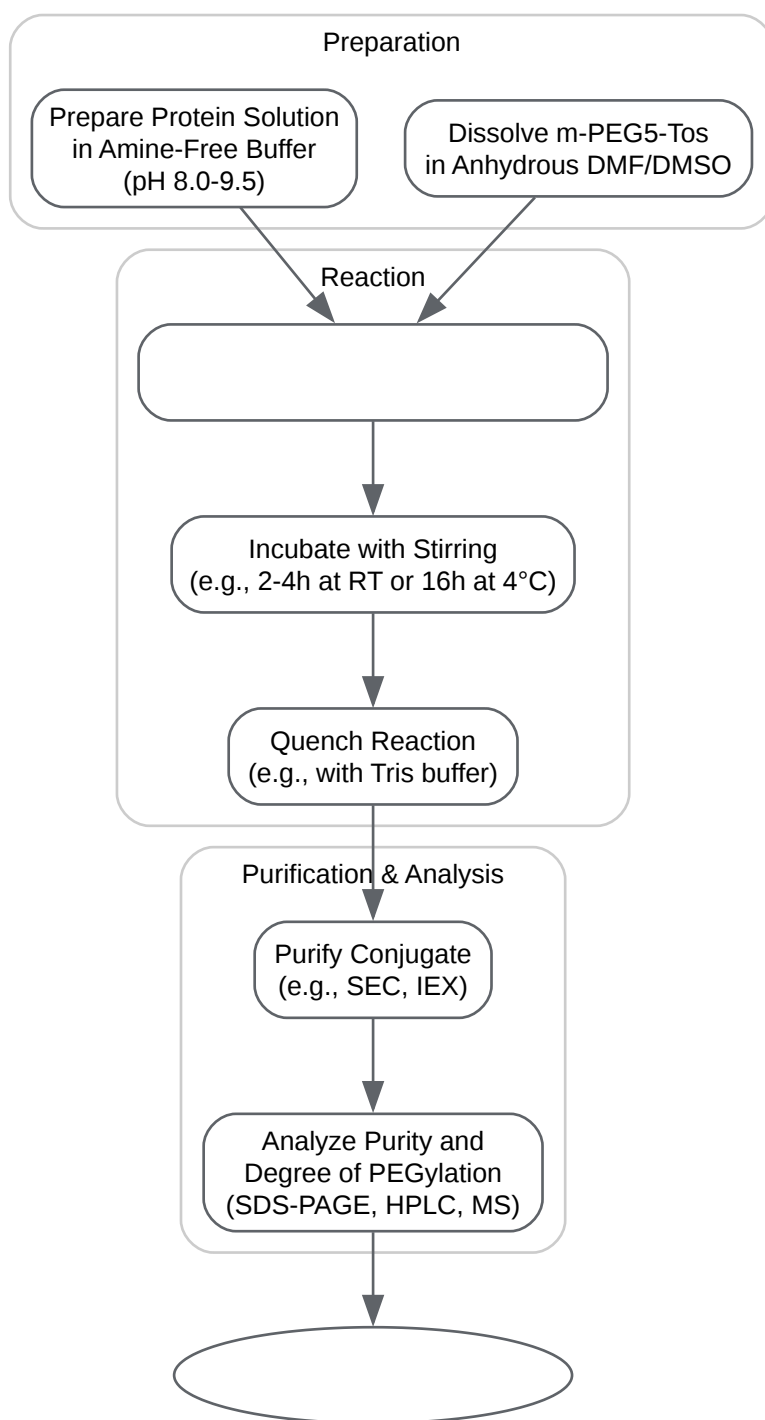 Preparation
Prepare Protein Solution
in Amine-Free Buffer
(pH 8.0-9.5)
Dissolve m-PEG5-Tos
in Anhydrous DMF/DMSO
Reaction
Incubate with Stirring
(e.g., 2-4h at RT or 16h at 4°C)
Quench Reaction
(e.g., with Tris buffer)
Purification & Analysis
Purify Conjugate
(e.g., SEC, IEX)
Analyze Purity and
Degree of PEGylation
(SDS-PAGE, HPLC, MS)